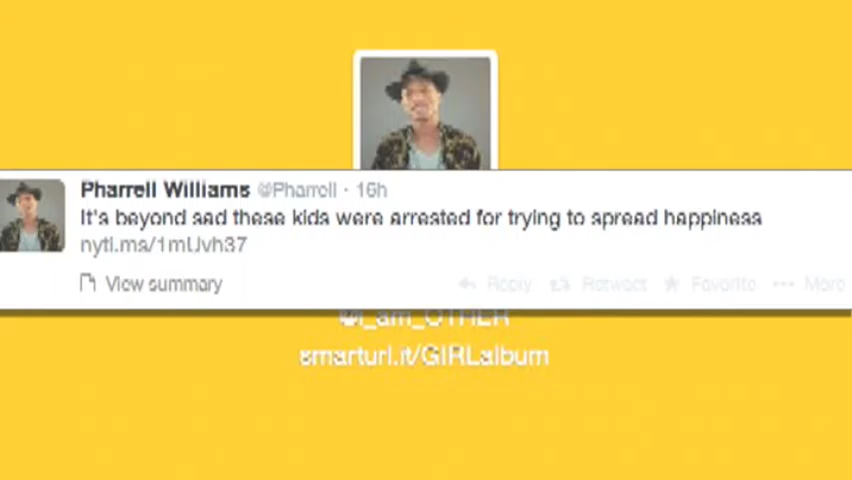 Pharrell Williams @Pharrell · 16h
It's beyond sad these kids were arrested for trying to spread happiness
nyti.ms/1mUvh37
View summary Reply Retweet Favorite More
@i_am_OTHER
smarturl.it/GIRLalbum